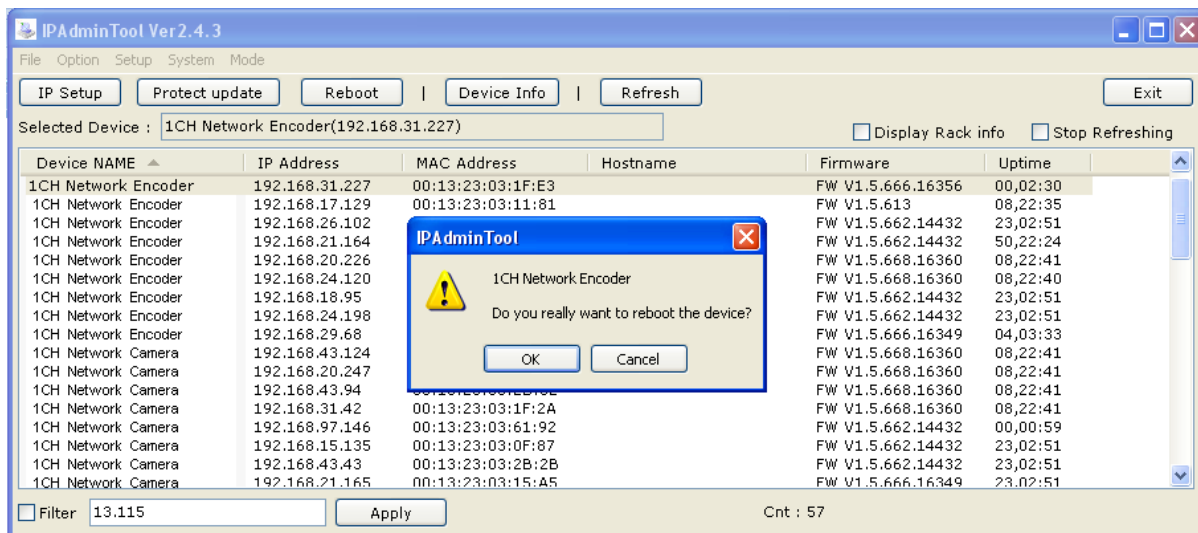 IPAdminTool Ver2.4.3
File Option Setup System Mode
IP Setup Protect update Reboot | Device Info | Refresh Exit
Selected Device : 1CH Network Encoder(192.168.31.227) Display Rack info Stop Refreshing
Device NAME IP Address MAC Address Hostname Firmware Uptime
1CH Network Encoder 192.168.31.227 00:13:23:03:1F:E3 FW V1.5.666.16356 00,02:30
1CH Network Encoder 192.168.17.129 00:13:23:03:11:81 FW V1.5.613 08,22:35
1CH Network Encoder 192.168.26.102 FW V1.5.662.14432 23,02:51
1CH Network Encoder 192.168.21.164 FW V1.5.662.14432 50,22:24
1CH Network Encoder 192.168.20.226 FW V1.5.668.16360 08,22:41
1CH Network Encoder 192.168.24.120 FW V1.5.668.16360 08,22:40
1CH Network Encoder 192.168.18.95 FW V1.5.662.14432 23,02:51
1CH Network Encoder 192.168.24.198 FW V1.5.662.14432 23,02:51
1CH Network Encoder 192.168.29.68 FW V1.5.666.16349 04,03:33
1CH Network Camera 192.168.43.124 FW V1.5.668.16360 08,22:41
1CH Network Camera 192.168.20.247 FW V1.5.668.16360 08,22:41
1CH Network Camera 192.168.43.94 FW V1.5.668.16360 08,22:41
1CH Network Camera 192.168.31.42 00:13:23:03:1F:2A FW V1.5.668.16360 08,22:41
1CH Network Camera 192.168.97.146 00:13:23:03:61:92 FW V1.5.662.14432 00,00:59
1CH Network Camera 192.168.15.135 00:13:23:03:0F:87 FW V1.5.662.14432 23,02:51
1CH Network Camera 192.168.43.43 00:13:23:03:2B:2B FW V1.5.662.14432 23,02:51
1CH Network Camera 192.168.21.165 00:13:23:03:15:A5 FW V1.5.666.16349 23,02:51
IPAdminTool
1CH Network Encoder
Do you really want to reboot the device?
OK Cancel
Filter 13.115 Apply Cnt : 57